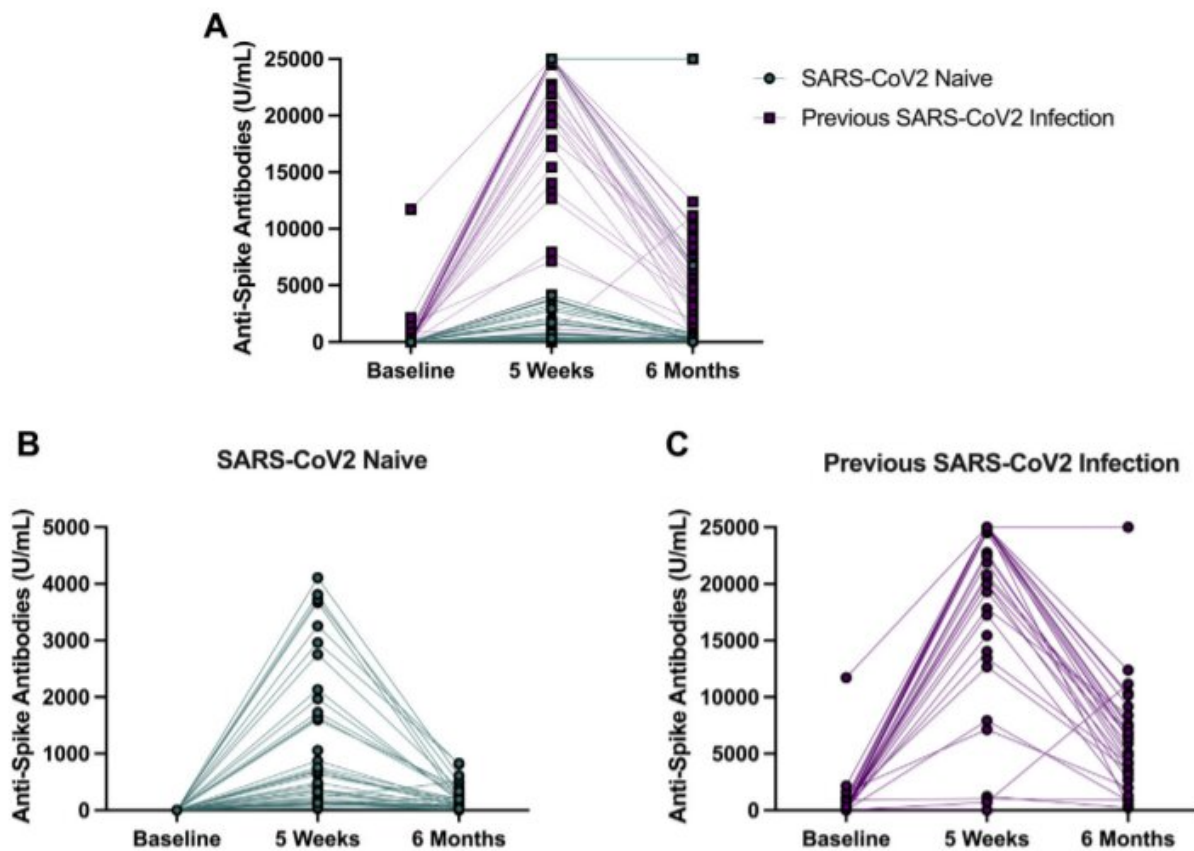 A
Anti-Spike Antibodies (U/mL)
25000
20000
15000
10000
5000
0
Baseline
5 Weeks
6 Months
SARS-CoV2 Naive
Previous SARS-CoV2 Infection
B
SARS-CoV2 Naive
Anti-Spike Antibodies (U/mL)
5000
4000
3000
2000
1000
0
Baseline
5 Weeks
6 Months
C
Previous SARS-CoV2 Infection
Anti-Spike Antibodies (U/mL)
25000
20000
15000
10000
5000
0
Baseline
5 Weeks
6 Months